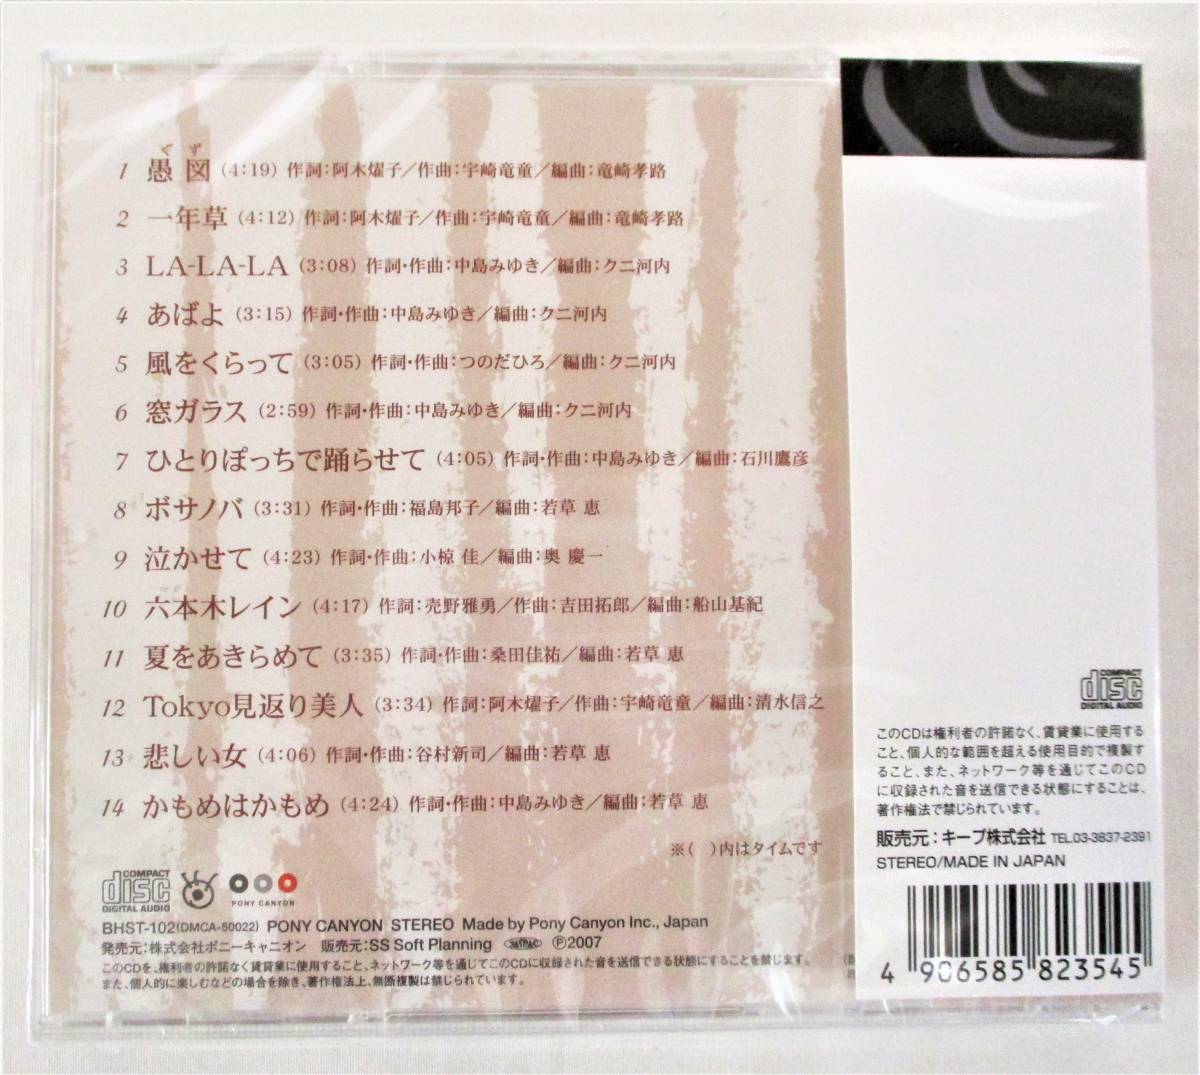 ぐず
1 愚図 (4:19) 作詞:阿木燿子/作曲:宇崎竜童/編曲:竜崎孝路
2 一年草 (4:12) 作詞:阿木燿子/作曲:宇崎竜童/編曲:竜崎孝路
3 LA-LA-LA (3:08) 作詞・作曲:中島みゆき/編曲:クニ河内
4 あばよ (3:15) 作詞・作曲:中島みゆき/編曲:クニ河内
5 風をくらって (3:05) 作詞・作曲:つのだひろ/編曲:クニ河内
6 窓ガラス (2:59) 作詞・作曲:中島みゆき/編曲:クニ河内
7 ひとりぽっちで踊らせて (4:05) 作詞・作曲:中島みゆき/編曲:石川鷹彦
8 ボサノバ (3:31) 作詞・作曲:福島邦子/編曲:若草 恵
9 泣かせて (4:23) 作詞・作曲:小椋 佳/編曲:奥 慶一
10 六本木レイン (4:17) 作詞:売野雅勇/作曲:吉田拓郎/編曲:船山基紀
11 夏をあきらめて (3:35) 作詞・作曲:桑田佳祐/編曲:若草 恵
12 Tokyo見返り美人 (3:34) 作詞:阿木燿子/作曲:宇崎竜童/編曲:清水信之
13 悲しい女 (4:06) 作詞・作曲:谷村新司/編曲:若草 恵
14 かもめはかもめ (4:24) 作詞・作曲:中島みゆき/編曲:若草 恵
※( )内はタイムです
COMPACT
disc
DIGITAL AUDIO
PONY CANYON
BHST-102(DMCA-50022) PONY CANYON STEREO Made by Pony Canyon Inc., Japan
発売元:株式会社ポニーキャニオン 販売元:SS Soft Planning JASRAC Ⓟ2007
このCDを、権利者の許諾なく賃貸業に使用すること、ネットワーク等を通じてこのCDに収録された音を送信できる状態にすることを禁じます。
また、個人的に楽しむなどの場合を除き、著作権法上、無断複製は禁じられています。
COMPACT
disc
DIGITAL AUDIO
このCDは権利者の許諾なく、賃貸業に使用する
こと、個人的な範囲を超える使用目的で複製す
ること、また、ネットワーク等を通じてこのCD
に収録された音を送信できる状態にすることは、
著作権法で禁じられています。
販売元:キープ株式会社 TEL.03-3837-2391
STEREO/MADE IN JAPAN
4 906585 823545